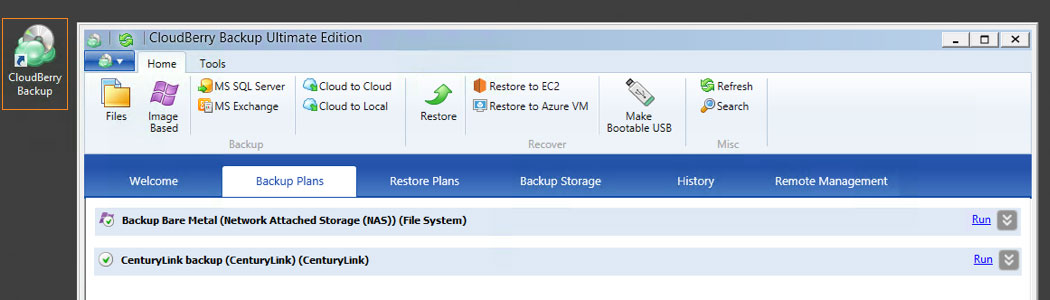 CloudBerry Backup Ultimate Edition
CloudBerry
Backup
Home
Tools
Files
Image
Based
MS SQL Server
MS Exchange
Cloud to Cloud
Cloud to Local
Backup
Restore
Restore to EC2
Restore to Azure VM
Make
Bootable USB
Recover
Refresh
Search
Misc
Welcome
Backup Plans
Restore Plans
Backup Storage
History
Remote Management
Backup Bare Metal (Network Attached Storage (NAS)) (File System)
Run
CenturyLink backup (CenturyLink) (CenturyLink)
Run